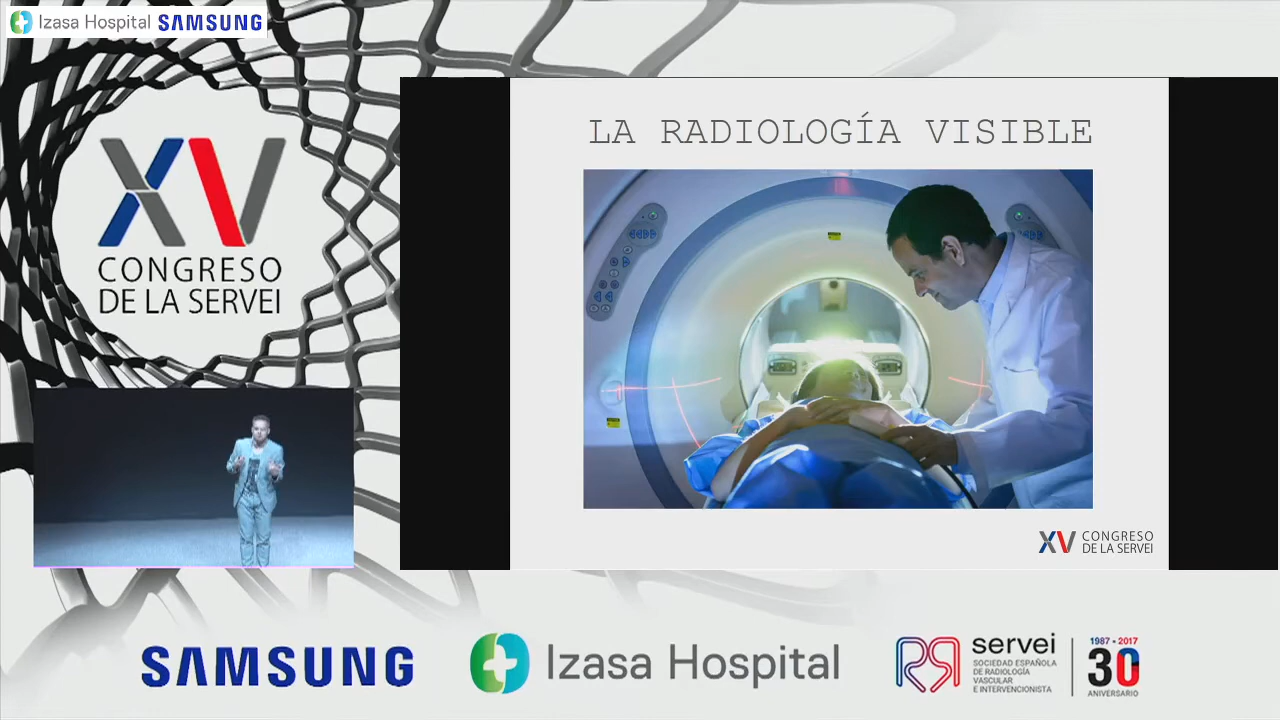 Izasa Hospital SAMSUNG
XV
CONGRESO
DE LA SERVEI
LA RADIOLOGÍA VISIBLE
XV CONGRESO
DE LA SERVEI
SAMSUNG
Izasa Hospital
servei
SOCIEDAD ESPAÑOLA
DE RADIOLOGÍA
VASCULAR
E INTERVENCIONISTA
1987 • 2017
30
ANIVERSARIO